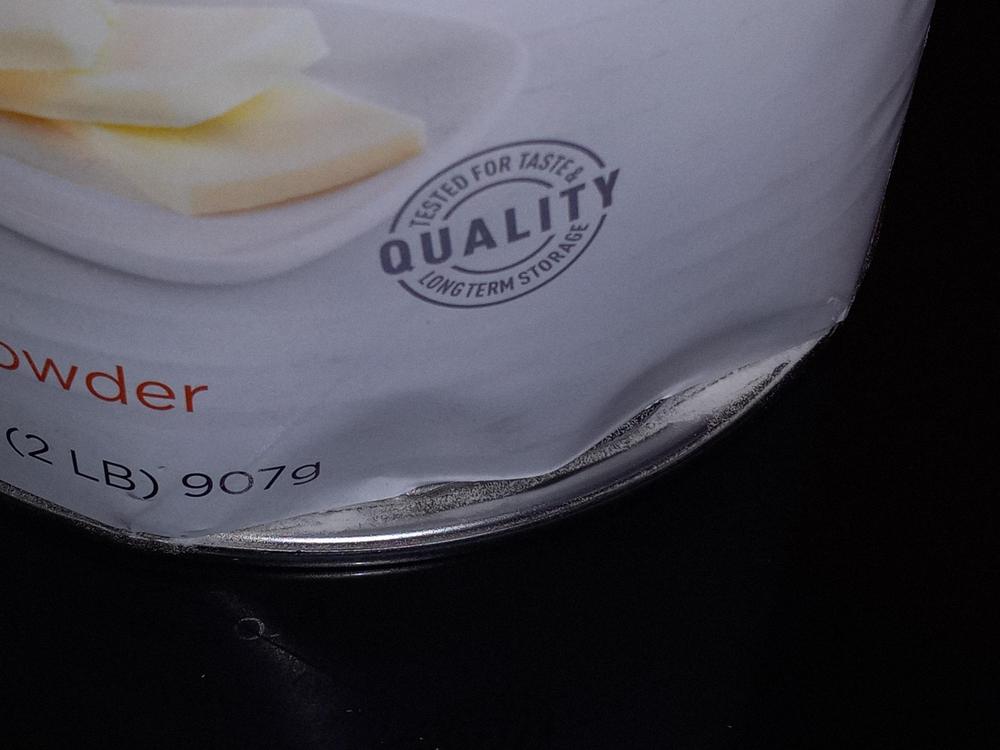 TESTED FOR TASTE &
QUALITY
LONG TERM STORAGE
owder
(2 LB) 907g